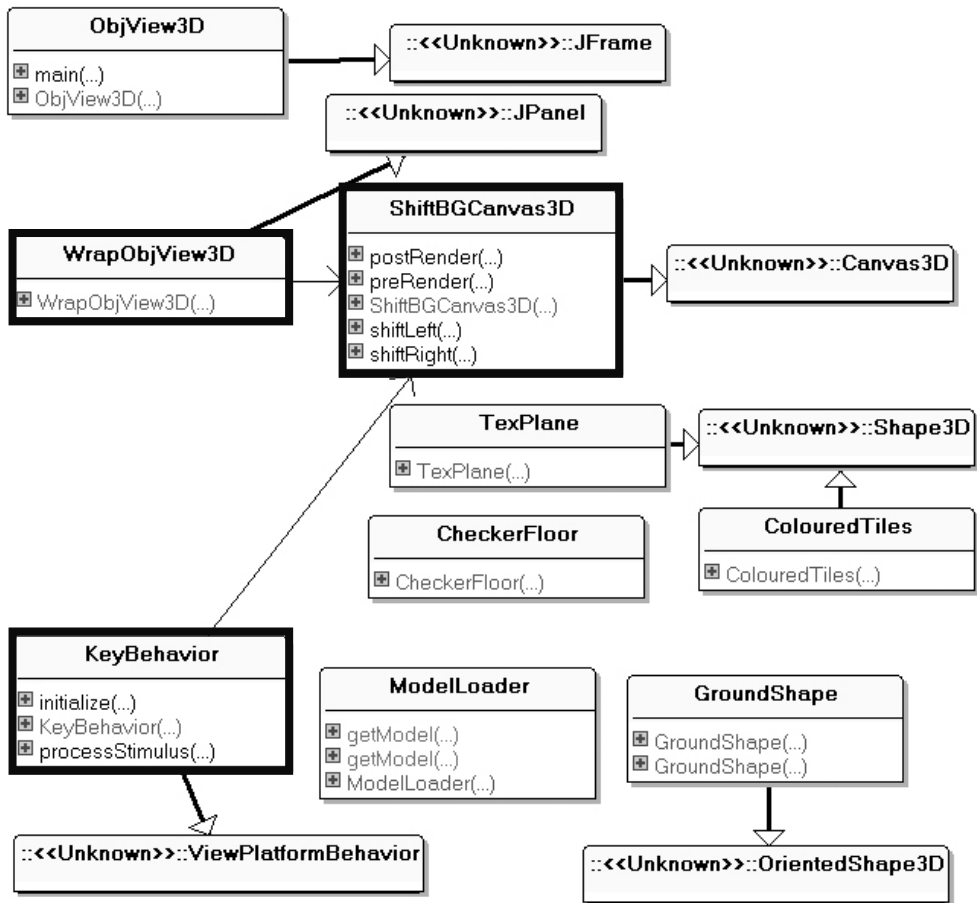 ObjView3D
main(...)
ObjView3D(...)
::<<Unknown>>::JFrame
::<<Unknown>>::JPanel
ShiftBGCanvas3D
postRender(...)
preRender(...)
ShiftBGCanvas3D(...)
shiftLeft(...)
shiftRight(...)
WrapObjView3D
WrapObjView3D(...)
::<<Unknown>>::Canvas3D
TexPlane
TexPlane(...)
::<<Unknown>>::Shape3D
CheckerFloor
CheckerFloor(...)
ColouredTiles
ColouredTiles(...)
KeyBehavior
initialize(...)
KeyBehavior(...)
processStimulus(...)
ModelLoader
getModel(...)
getModel(...)
ModelLoader(...)
GroundShape
GroundShape(...)
GroundShape(...)
::<<Unknown>>::ViewPlatformBehavior
::<<Unknown>>::OrientedShape3D